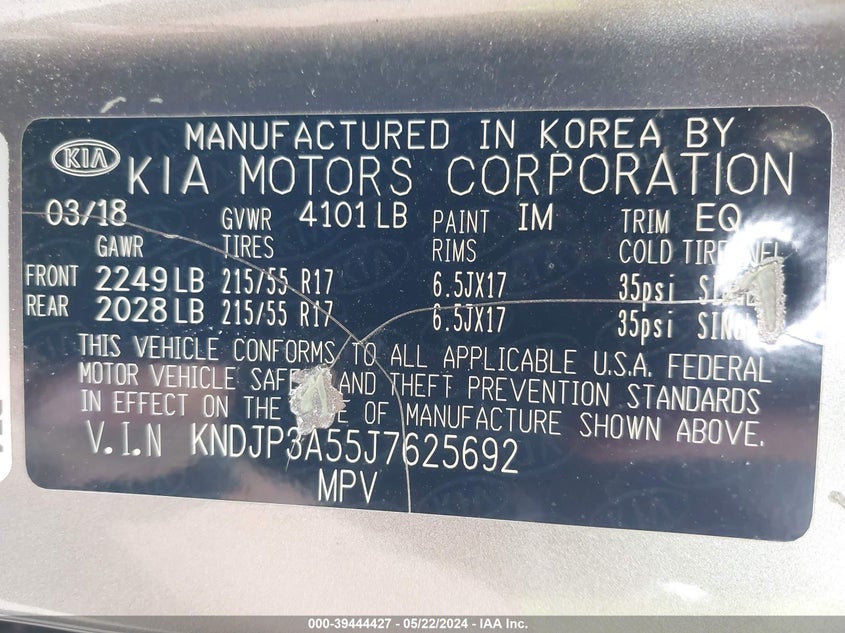 MANUFACTURED IN KOREA BY
KIA KIA MOTORS CORPORATION
03/18 GVWR 4101 LB PAINT IM TRIM EQ
GAWR TIRES RIMS COLD TIRE
FRONT 2249 LB 215/55 R17 6.5JX17 35psi
REAR 2028 LB 215/55 R17 6.5JX17 35psi
THIS VEHICLE CONFORMS TO ALL APPLICABLE U.S.A. FEDERAL
MOTOR VEHICLE AND THEFT PREVENTION STANDARDS
IN EFFECT ON THE OF MANUFACTURE SHOWN ABOVE.
V.I.N KNDJP3A55J7625692
MPV
000-39444427 - 05/22/2024 - IAA Inc.